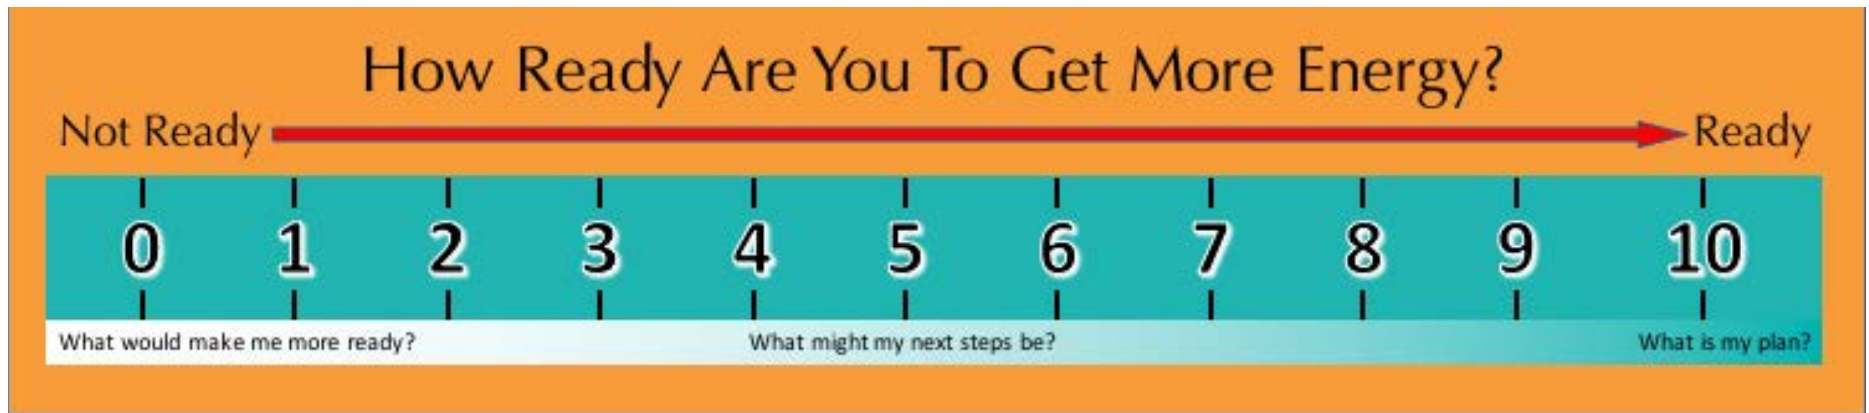 How Ready Are You To Get More Energy?
Not Ready Ready
0 1 2 3 4 5 6 7 8 9 10
What would make me more ready? What might my next steps be? What is my plan?